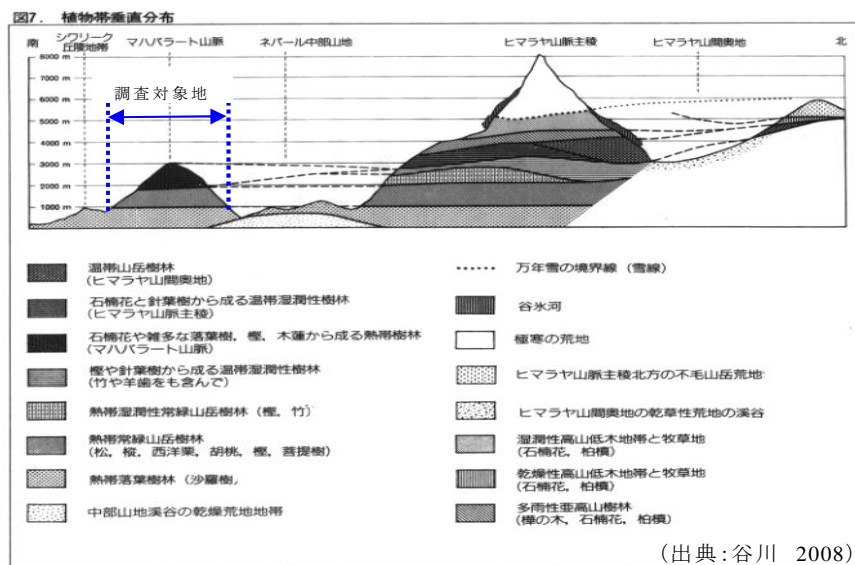 図7. 植物帯垂直分布
南 シワリーク丘陵地帯 マハバラート山脈 ネパール中部山地 ヒマラヤ山脈主稜 ヒマラヤ山間奥地 北
8000 m
7000 m
6000 m
5000 m
4000 m
3000 m
2000 m
1000 m
調査対象地
温帯山岳樹林
(ヒマラヤ山間奥地)
石楠花と針葉樹から成る温帯湿潤性樹林
(ヒマラヤ山脈主稜)
石楠花や雑多な落葉樹, 樫, 木蓮から成る熱帯樹林
(マハバラート山脈)
樫や針葉樹から成る温帯湿潤性樹林
(竹や羊歯をも含んで)
熱帯湿潤性常緑山岳樹林 (樫, 竹)
熱帯常緑山岳樹林
(松, 樅, 西洋栗, 胡桃, 樫, 菩提樹)
熱帯落葉樹林 (沙羅樹)
中部山地溪谷の乾燥荒地地帯
万年雪の境界線 (雪線)
谷氷河
極寒の荒地
ヒマラヤ山脈主稜北方の不毛山岳荒地
ヒマラヤ山間奥地の乾草性荒地の溪谷
湿潤性高山低木地帯と牧草地
(石楠花, 柏槙)
乾燥性高山低木地帯と牧草地
(石楠花, 柏槙)
多雨性亜高山樹林
(樺の木, 石楠花, 柏槙)
(出典:谷川 2008)